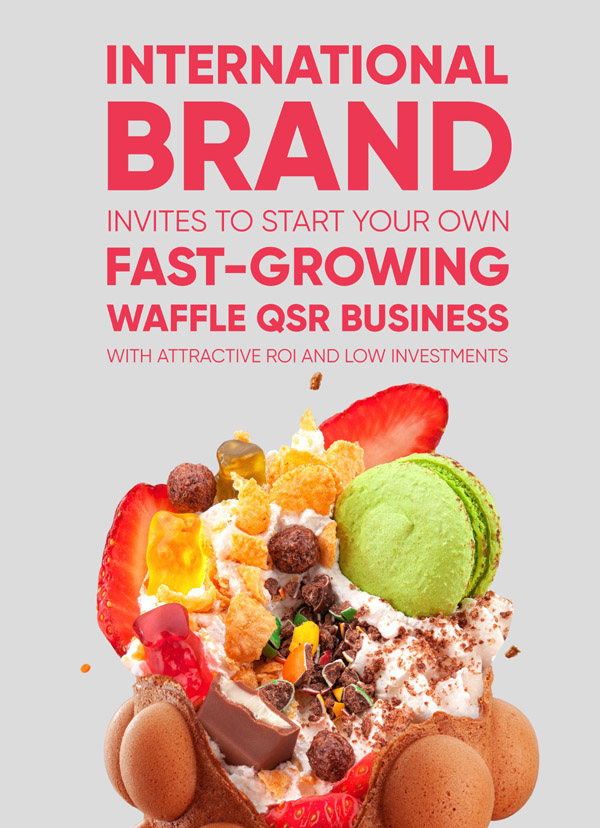 INTERNATIONAL
BRAND
INVITES TO START YOUR OWN
FAST-GROWING
WAFFLE QSR BUSINESS
WITH ATTRACTIVE ROI AND LOW INVESTMENTS